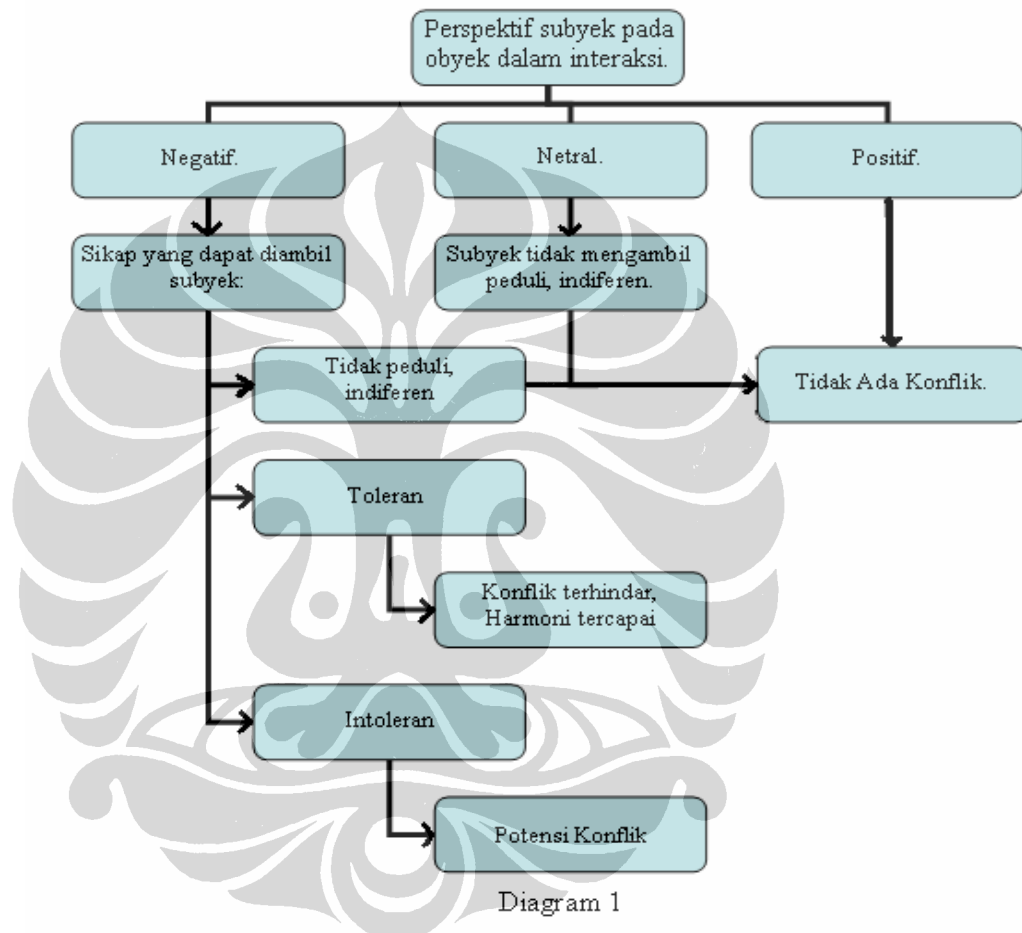 Perspektif subyek pada
obyek dalam interaksi.
Negatif.
Netral.
Positif.
Sikap yang dapat diambil
subyek:
Subyek tidak mengambil
peduli, indiferen.
Tidak peduli,
indiferen
Tidak Ada Konflik.
Toleran
Konflik terhindar,
Harmoni tercapai
Intoleran
Potensi Konflik
Diagram 1